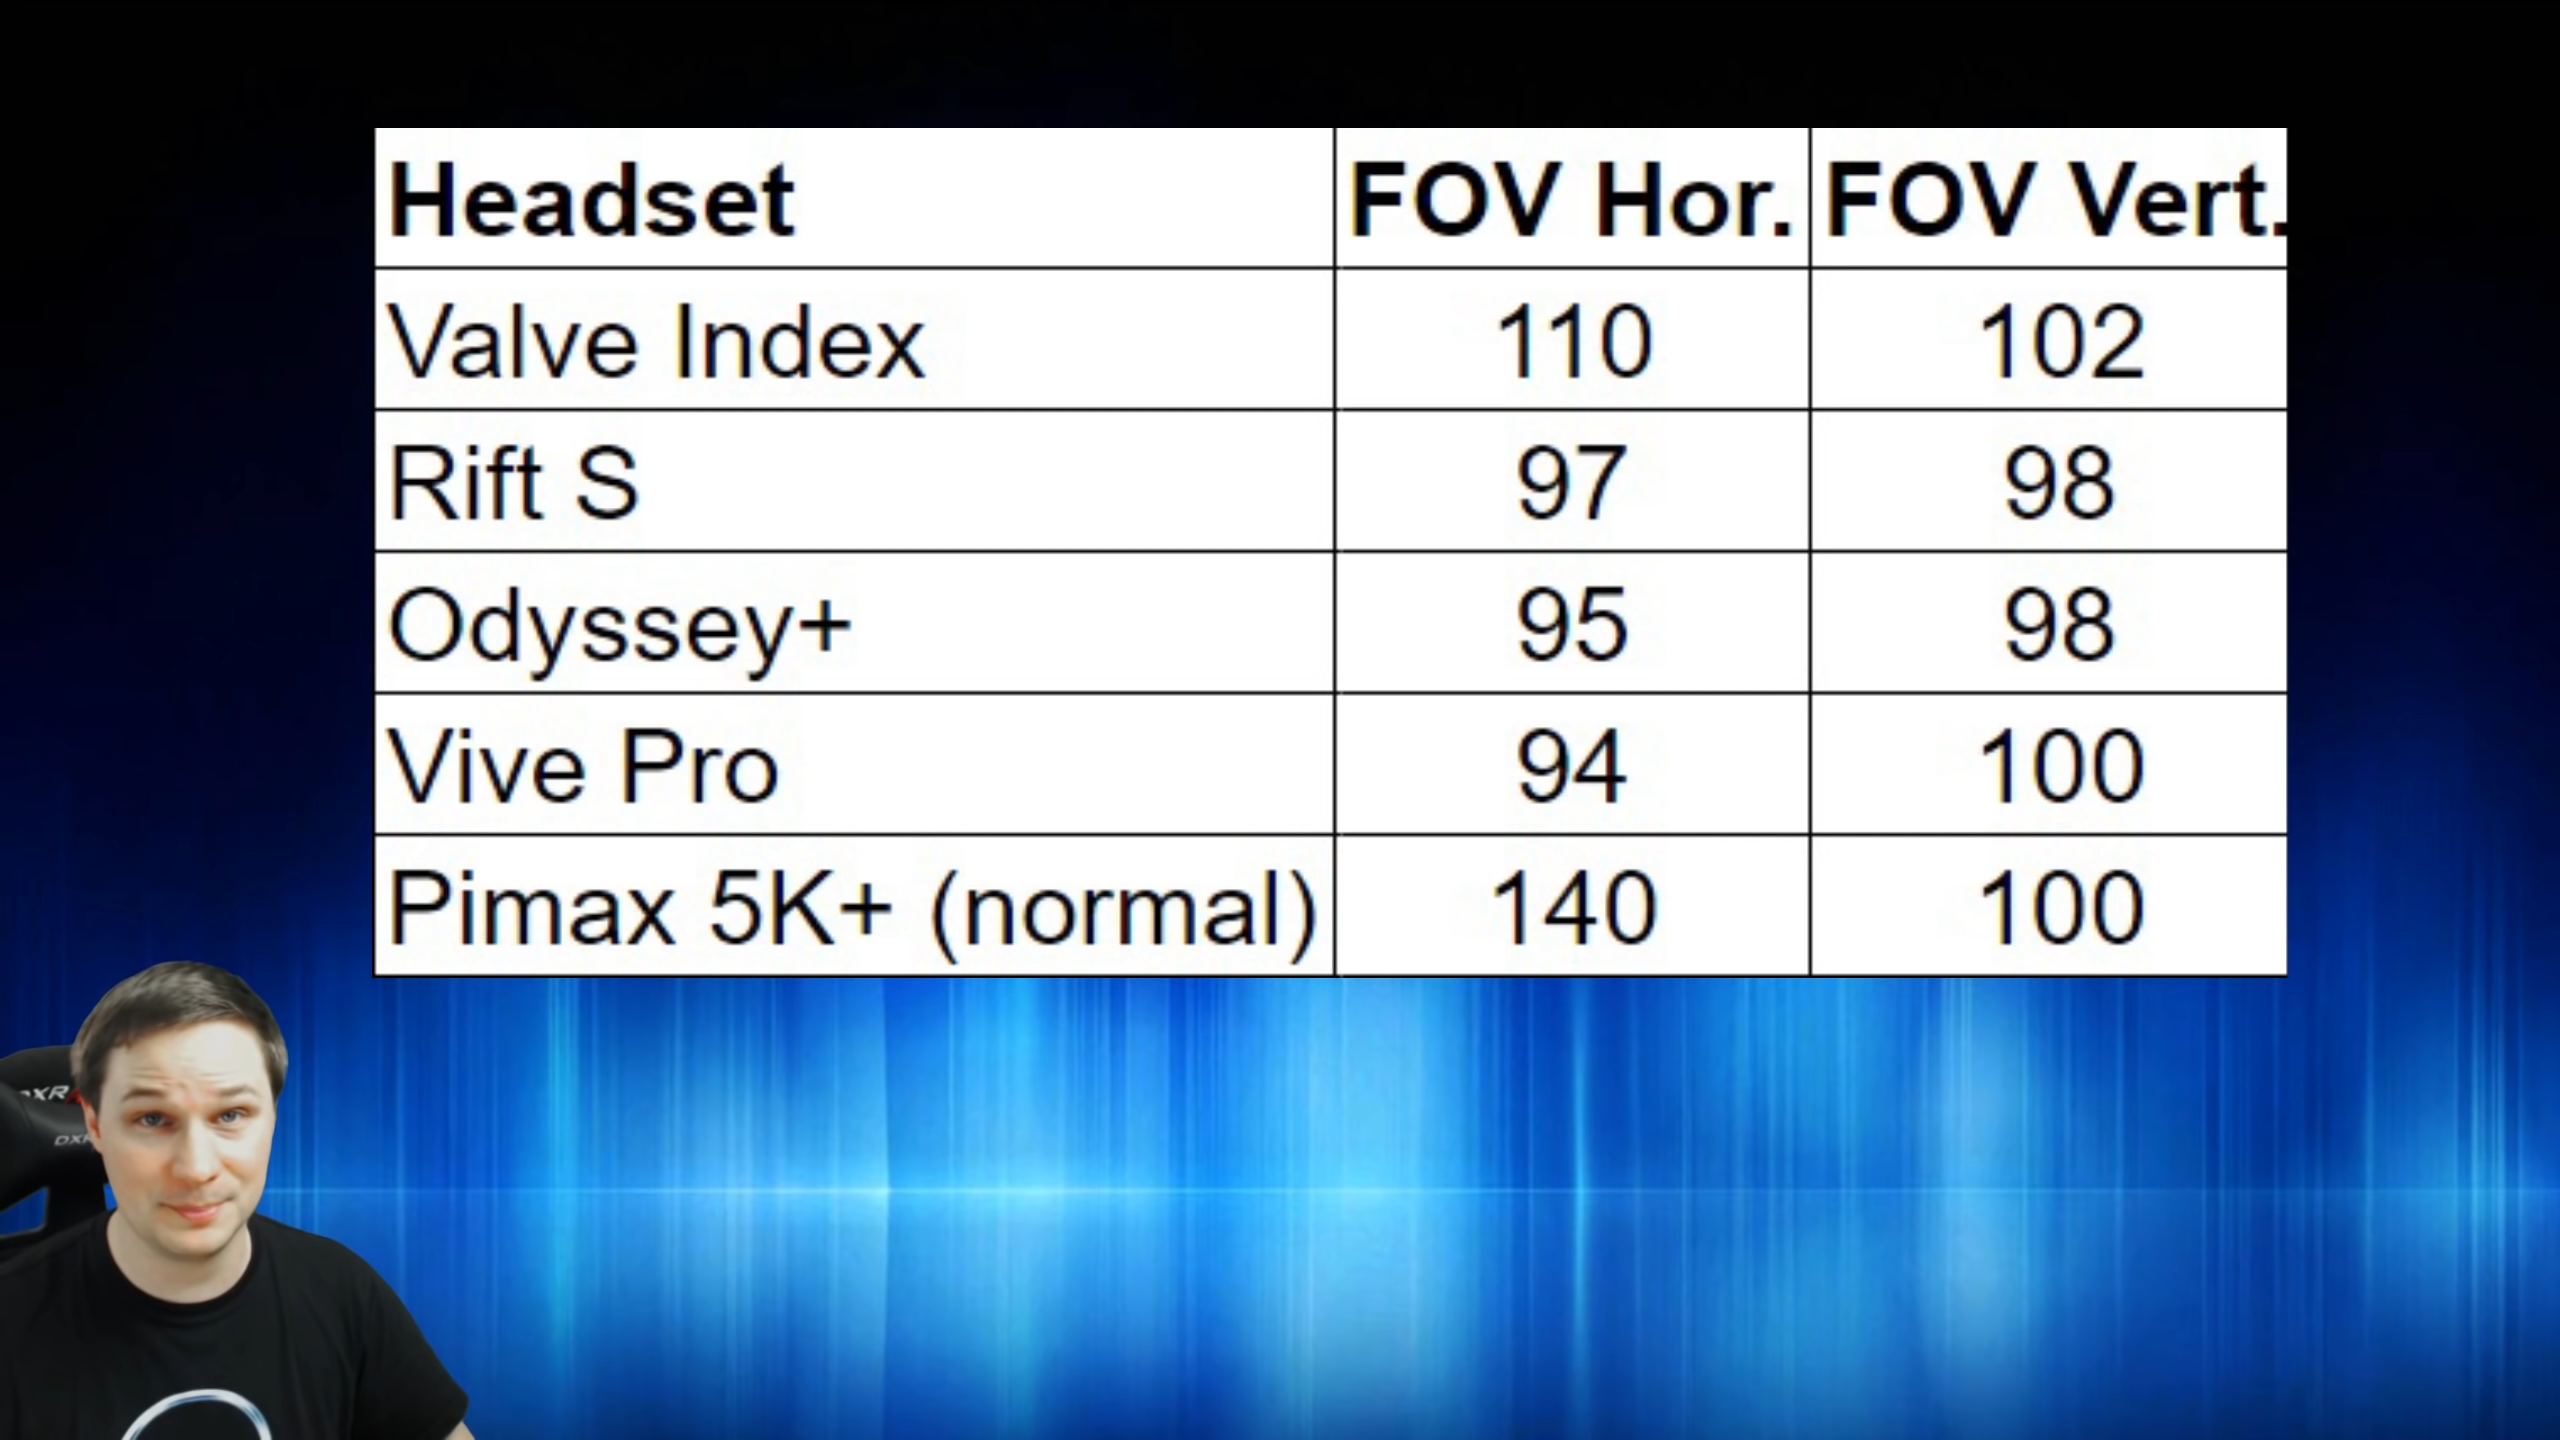 Headset FOV Hor. FOV Vert.
Valve Index 110 102
Rift S 97 98
Odyssey+ 95 98
Vive Pro 94 100
Pimax 5K+ (normal) 140 100